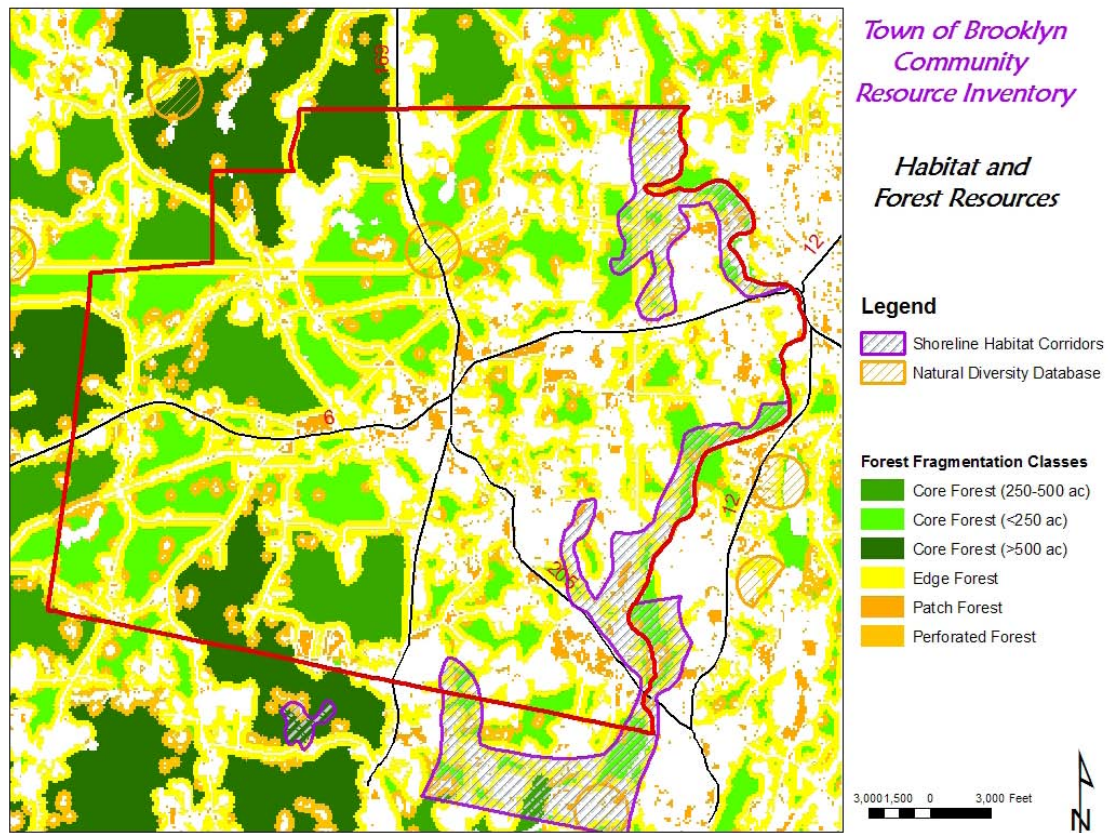 Town of Brooklyn
Community
Resource Inventory
Habitat and
Forest Resources
Legend
Shoreline Habitat Corridors
Natural Diversity Database
Forest Fragmentation Classes
Core Forest (250-500 ac)
Core Forest (<250 ac)
Core Forest (>500 ac)
Edge Forest
Patch Forest
Perforated Forest
3,000 1,500 0 3,000 Feet
N
169
12
6
12
205